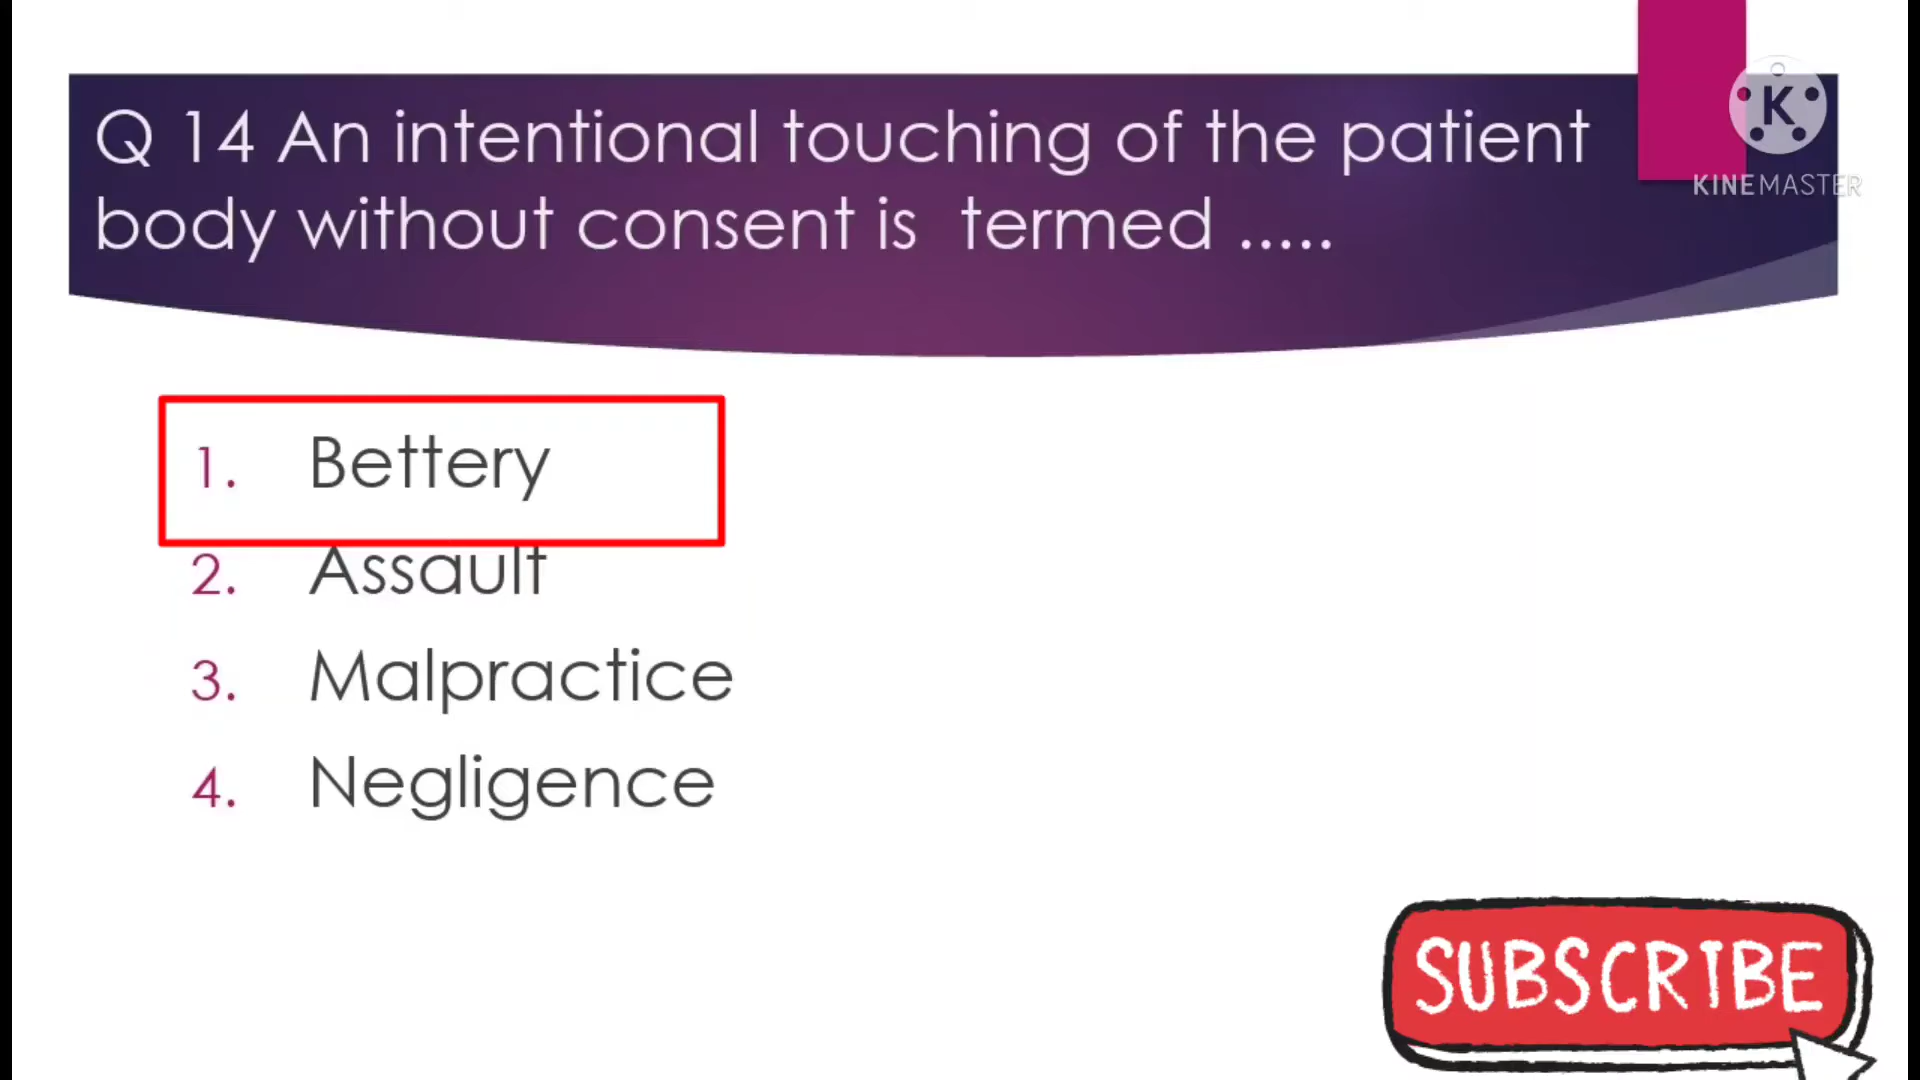 Q 14 An intentional touching of the patient
body without consent is termed .....
K
KINEMASTER
1. Bettery
2. Assault
3. Malpractice
4. Negligence
SUBSCRIBE